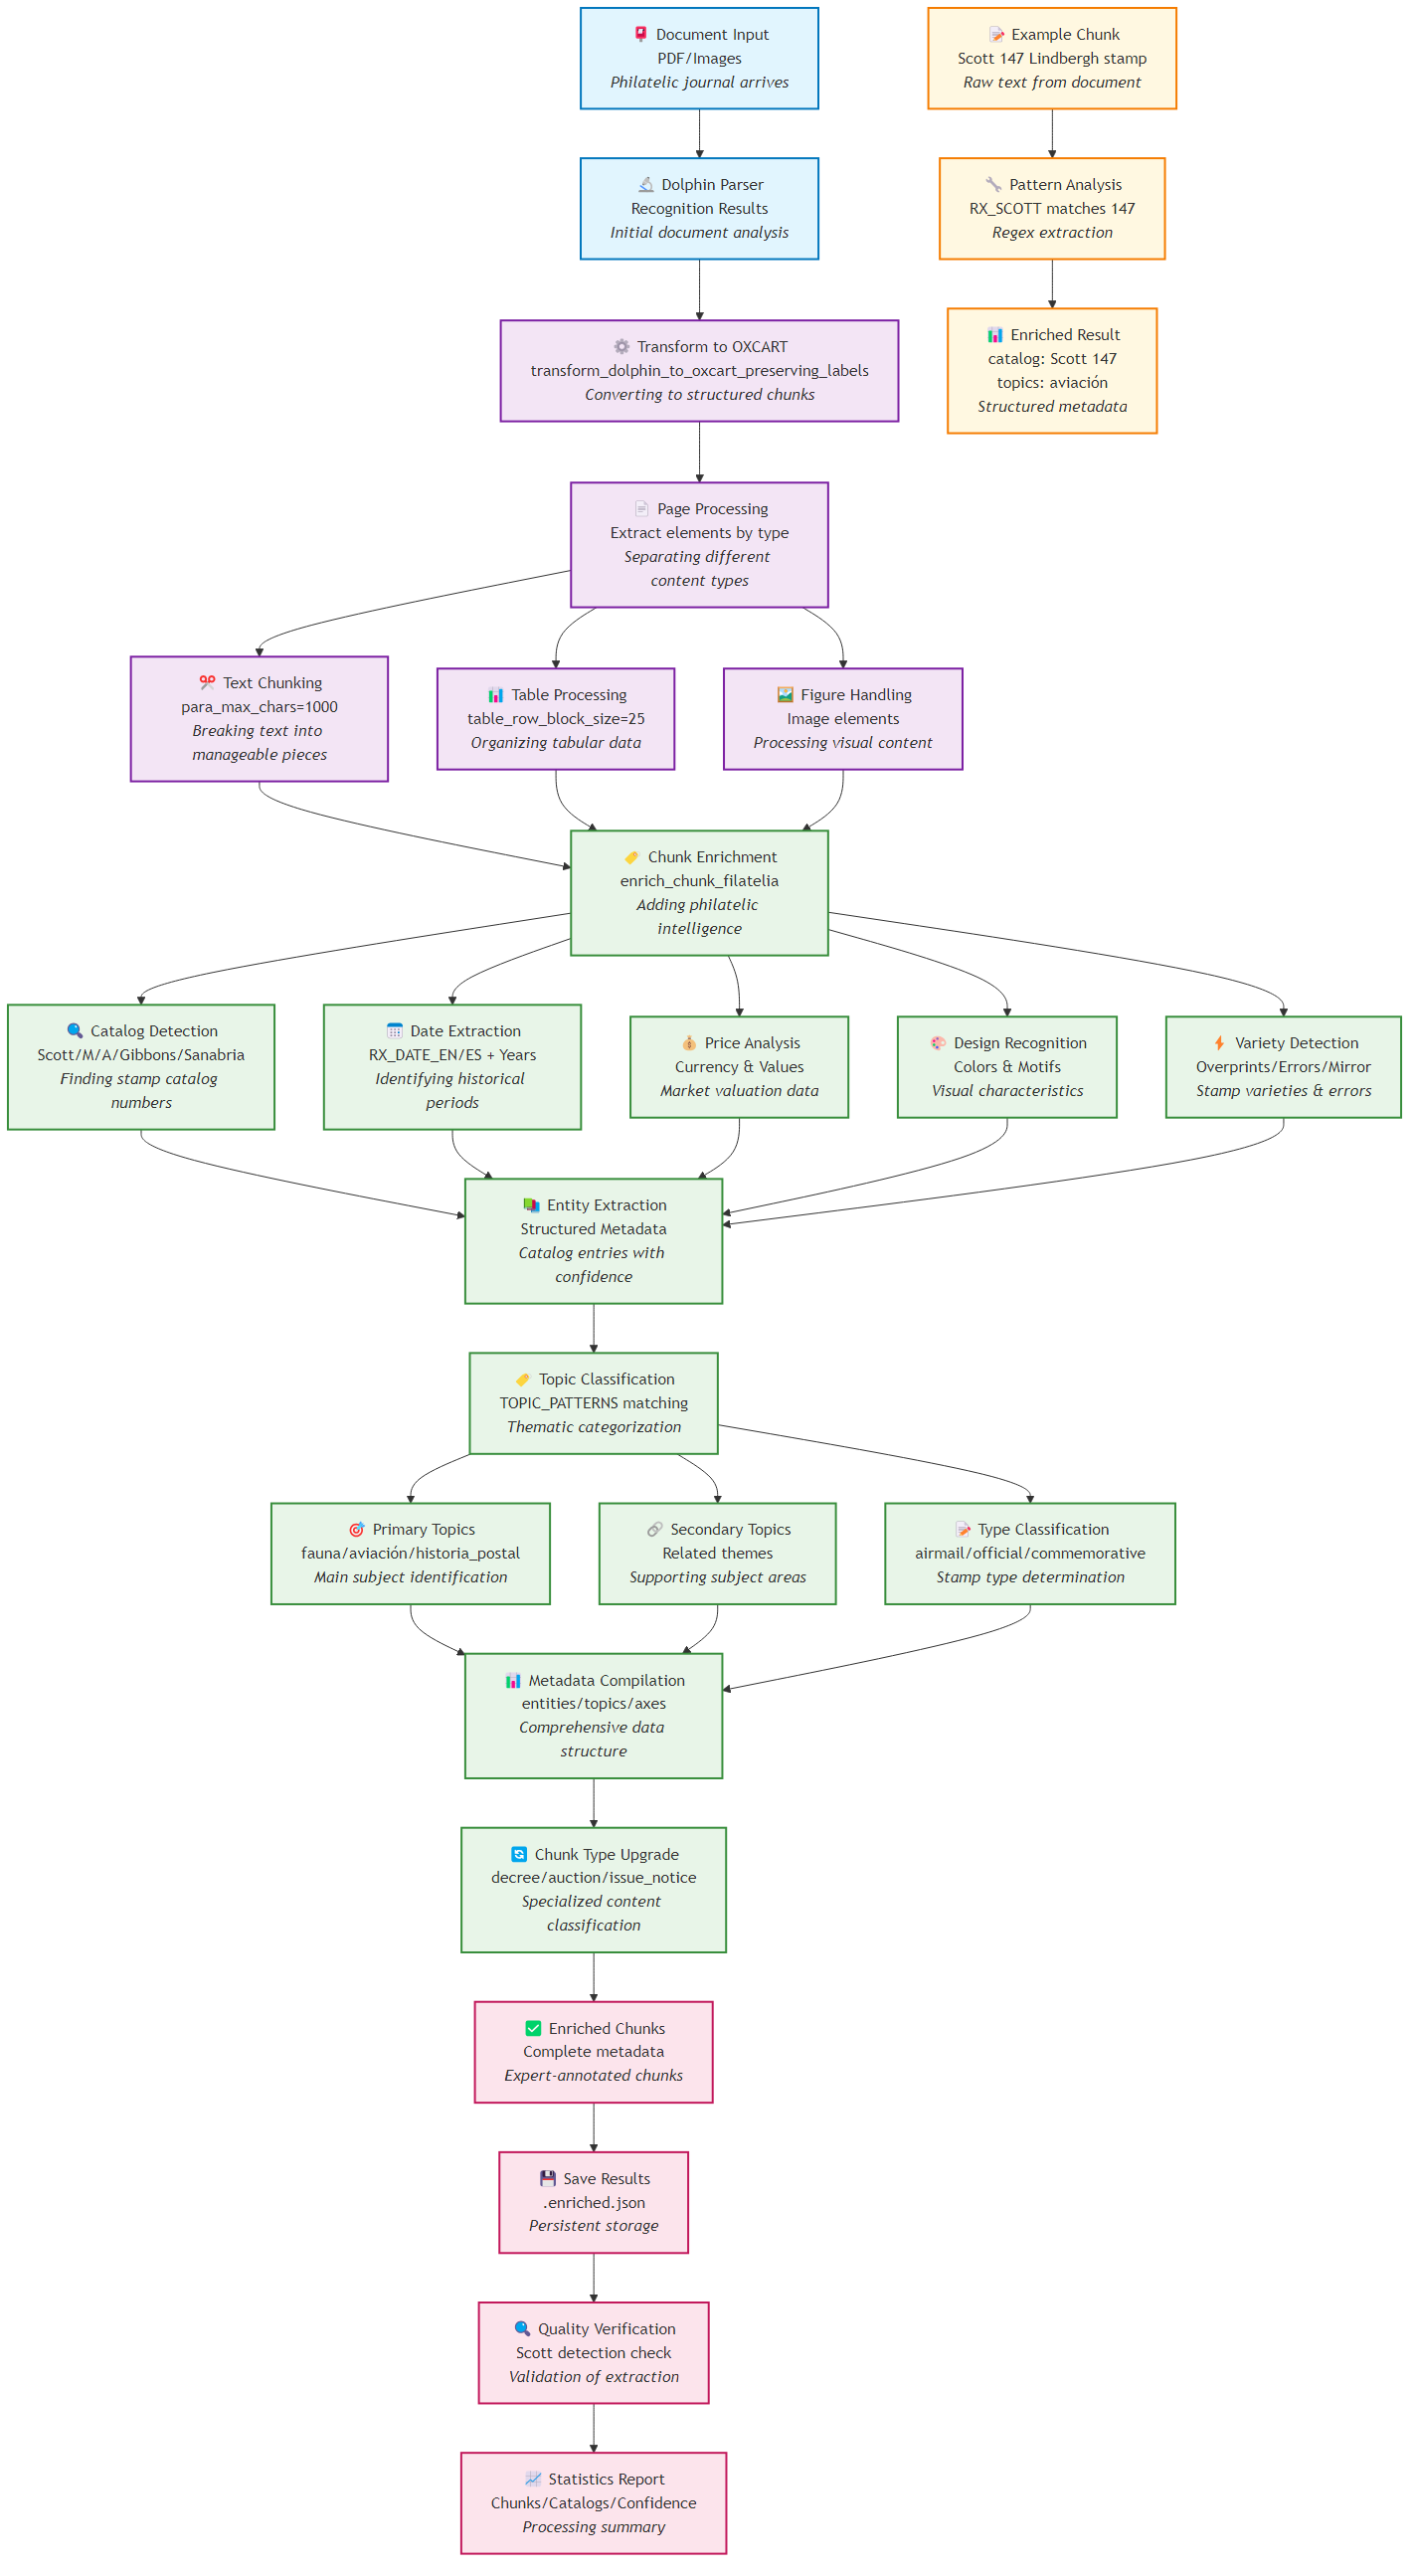 Document Input
PDF/Images
Philatelic journal arrives
Example Chunk
Scott 147 Lindbergh stamp
Raw text from document
Dolphin Parser
Recognition Results
Initial document analysis
Pattern Analysis
RX_SCOTT matches 147
Regex extraction
Transform to OXCART
transform_dolphin_to_oxcart_preserving_labels
Converting to structured chunks
Enriched Result
catalog: Scott 147
topics: aviación
Structured metadata
Page Processing
Extract elements by type
Separating different
content types
Text Chunking
para_max_chars=1000
Breaking text into
manageable pieces
Table Processing
table_row_block_size=25
Organizing tabular data
Figure Handling
Image elements
Processing visual content
Chunk Enrichment
enrich_chunk_filatelia
Adding philatelic
intelligence
Catalog Detection
Scott/M/A/Gibbons/Sanabria
Finding stamp catalog
numbers
Date Extraction
RX_DATE_EN/ES + Years
Identifying historical
periods
Price Analysis
Currency & Values
Market valuation data
Design Recognition
Colors & Motifs
Visual characteristics
Variety Detection
Overprints/Errors/Mirror
Stamp varieties & errors
Entity Extraction
Structured Metadata
Catalog entries with
confidence
Topic Classification
TOPIC_PATTERNS matching
Thematic categorization
Primary Topics
fauna/aviación/historia_postal
Main subject identification
Secondary Topics
Related themes
Supporting subject areas
Type Classification
airmail/official/commemorative
Stamp type determination
Metadata Compilation
entities/topics/axes
Comprehensive data
structure
Chunk Type Upgrade
decree/auction/issue_notice
Specialized content
classification
Enriched Chunks
Complete metadata
Expert-annotated chunks
Save Results
.enriched.json
Persistent storage
Quality Verification
Scott detection check
Validation of extraction
Statistics Report
Chunks/Catalogs/Confidence
Processing summary